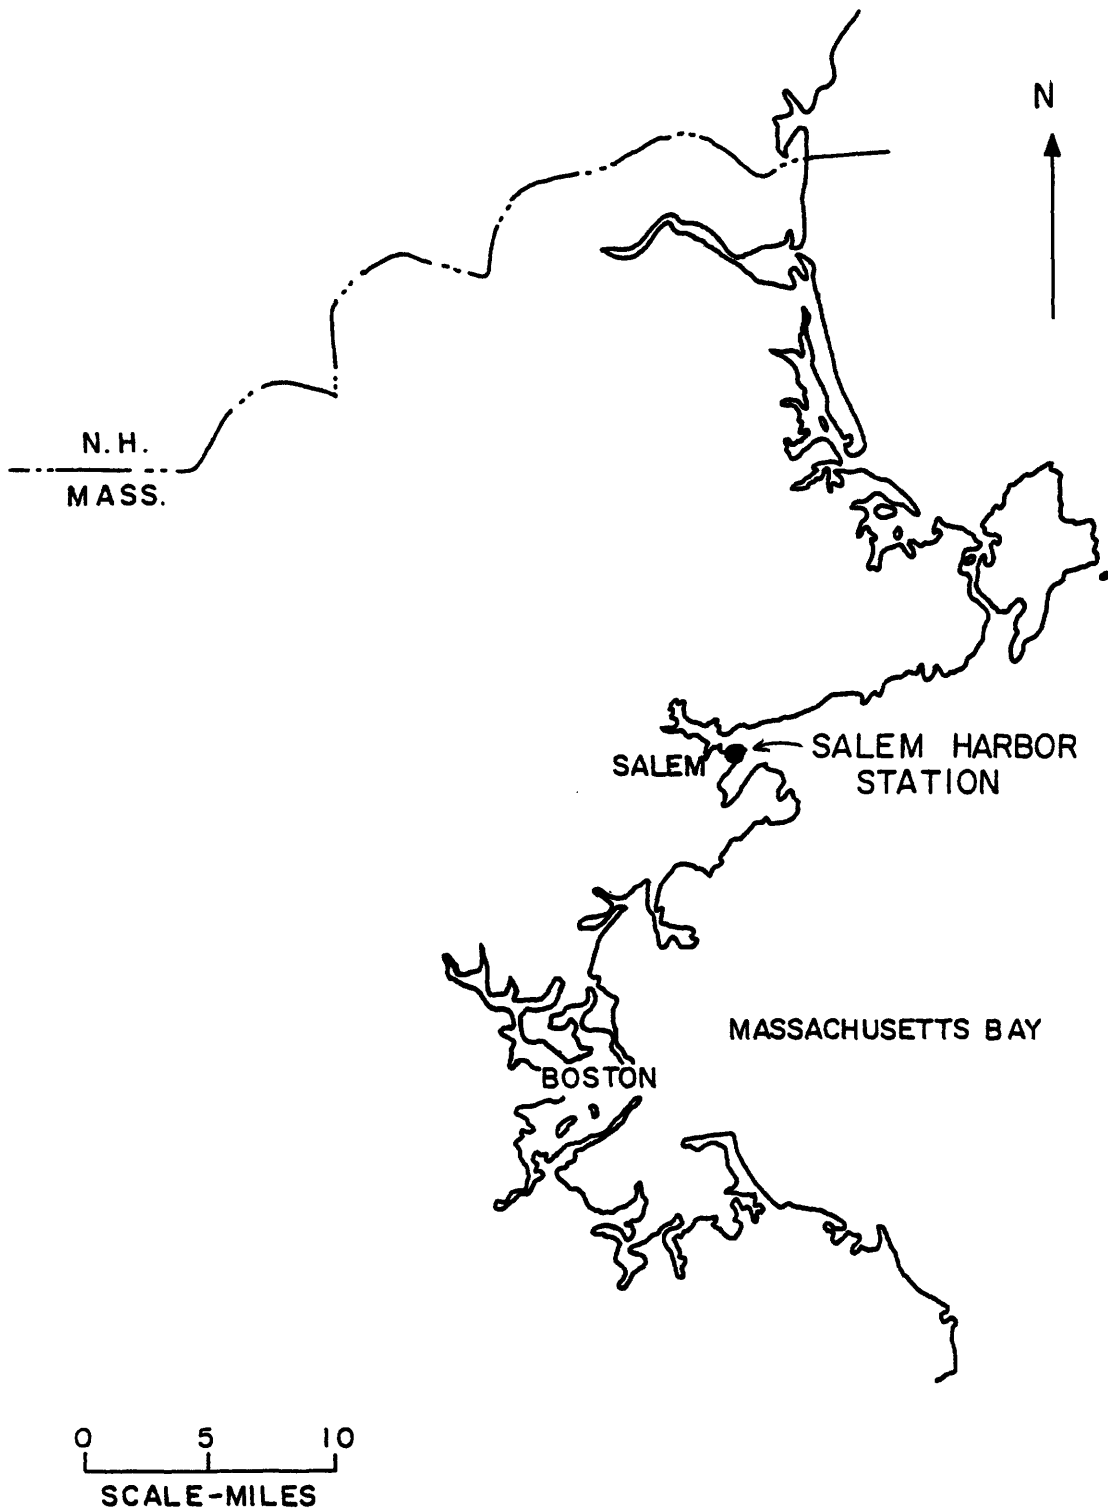 N
N.H.
MASS.
SALEM HARBOR
STATION
SALEM
MASSACHUSETTS BAY
BOSTON
0 5 10
SCALE-MILES